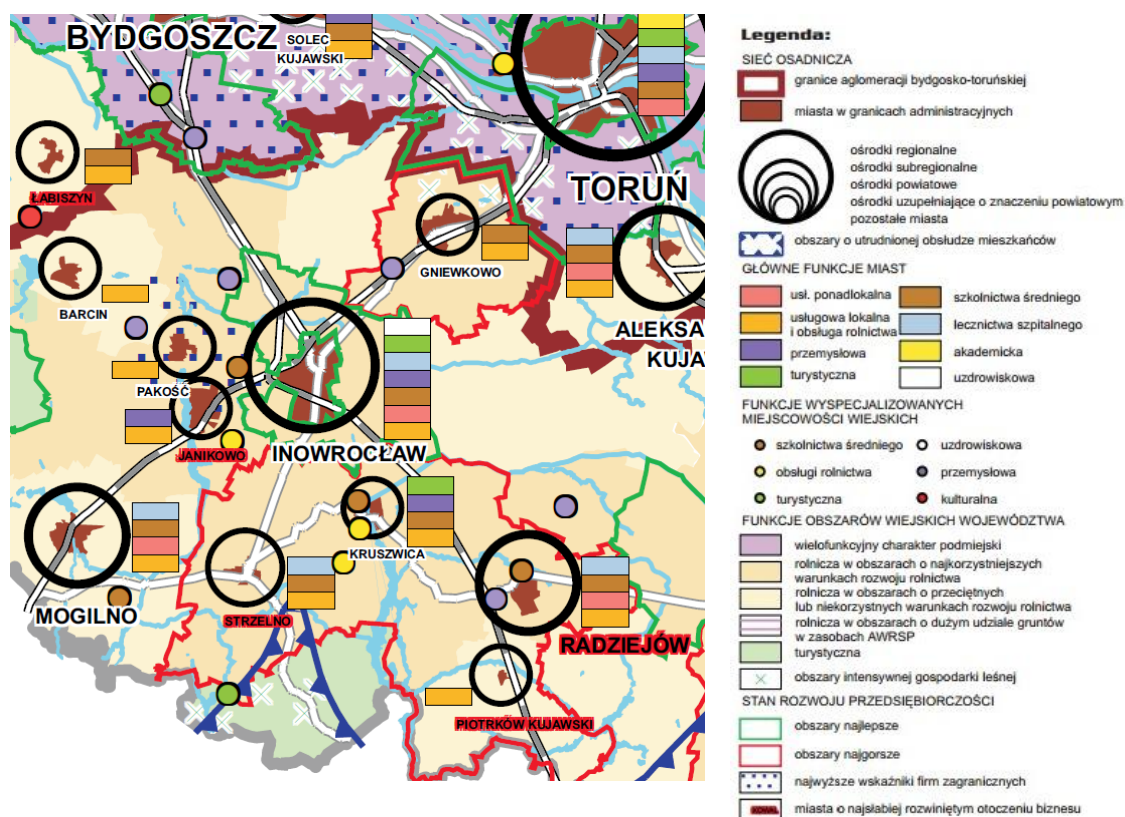 BYDGOSZCZ
SOLEC
KUJAWSKI
ŁABISZYN
TORUŃ
GNIEWKOWO
BARCIN
ALEKSA
KUJA
PAKOŚĆ
JANIKOWO
INOWROCŁAW
KRUSZWICA
MOGILNO
STRZELNO
RADZIEJÓW
PIOTRKÓW KUJAWSKI
Legenda:
SIEĆ OSADNICZA
granice aglomeracji bydgosko-toruńskiej
miasta w granicach administracyjnych
ośrodki regionalne
ośrodki subregionalne
ośrodki powiatowe
ośrodki uzupełniające o znaczeniu powiatowym
pozostałe miasta
obszary o utrudnionej obsłudze mieszkańców
GŁÓWNE FUNKCJE MIAST
usł. ponadlokalna
szkolnictwa średniego
usługowa lokalna
i obsługa rolnictwa
lecznictwa szpitalnego
przemysłowa
akademicka
turystyczna
uzdrowiskowa
FUNKCJE WYSPECJALIZOWANYCH
MIEJSCOWOŚCI WIEJSKICH
szkolnictwa średniego
uzdrowiskowa
obsługi rolnictwa
przemysłowa
turystyczna
kulturalna
FUNKCJE OBSZARÓW WIEJSKICH WOJEWÓDZTWA
wielofunkcyjny charakter podmiejski
rolnicza w obszarach o najkorzystniejszych
warunkach rozwoju rolnictwa
rolnicza w obszarach o przeciętnych
lub niekorzystnych warunkach rozwoju rolnictwa
rolnicza w obszarach o dużym udziale gruntów
w zasobach AWRSP
turystyczna
obszary intensywnej gospodarki leśnej
STAN ROZWOJU PRZEDSIĘBIORCZOŚCI
obszary najlepsze
obszary najgorsze
najwyższe wskaźniki firm zagranicznych
KOWAL
miasta o najsłabiej rozwiniętym otoczeniu biznesu